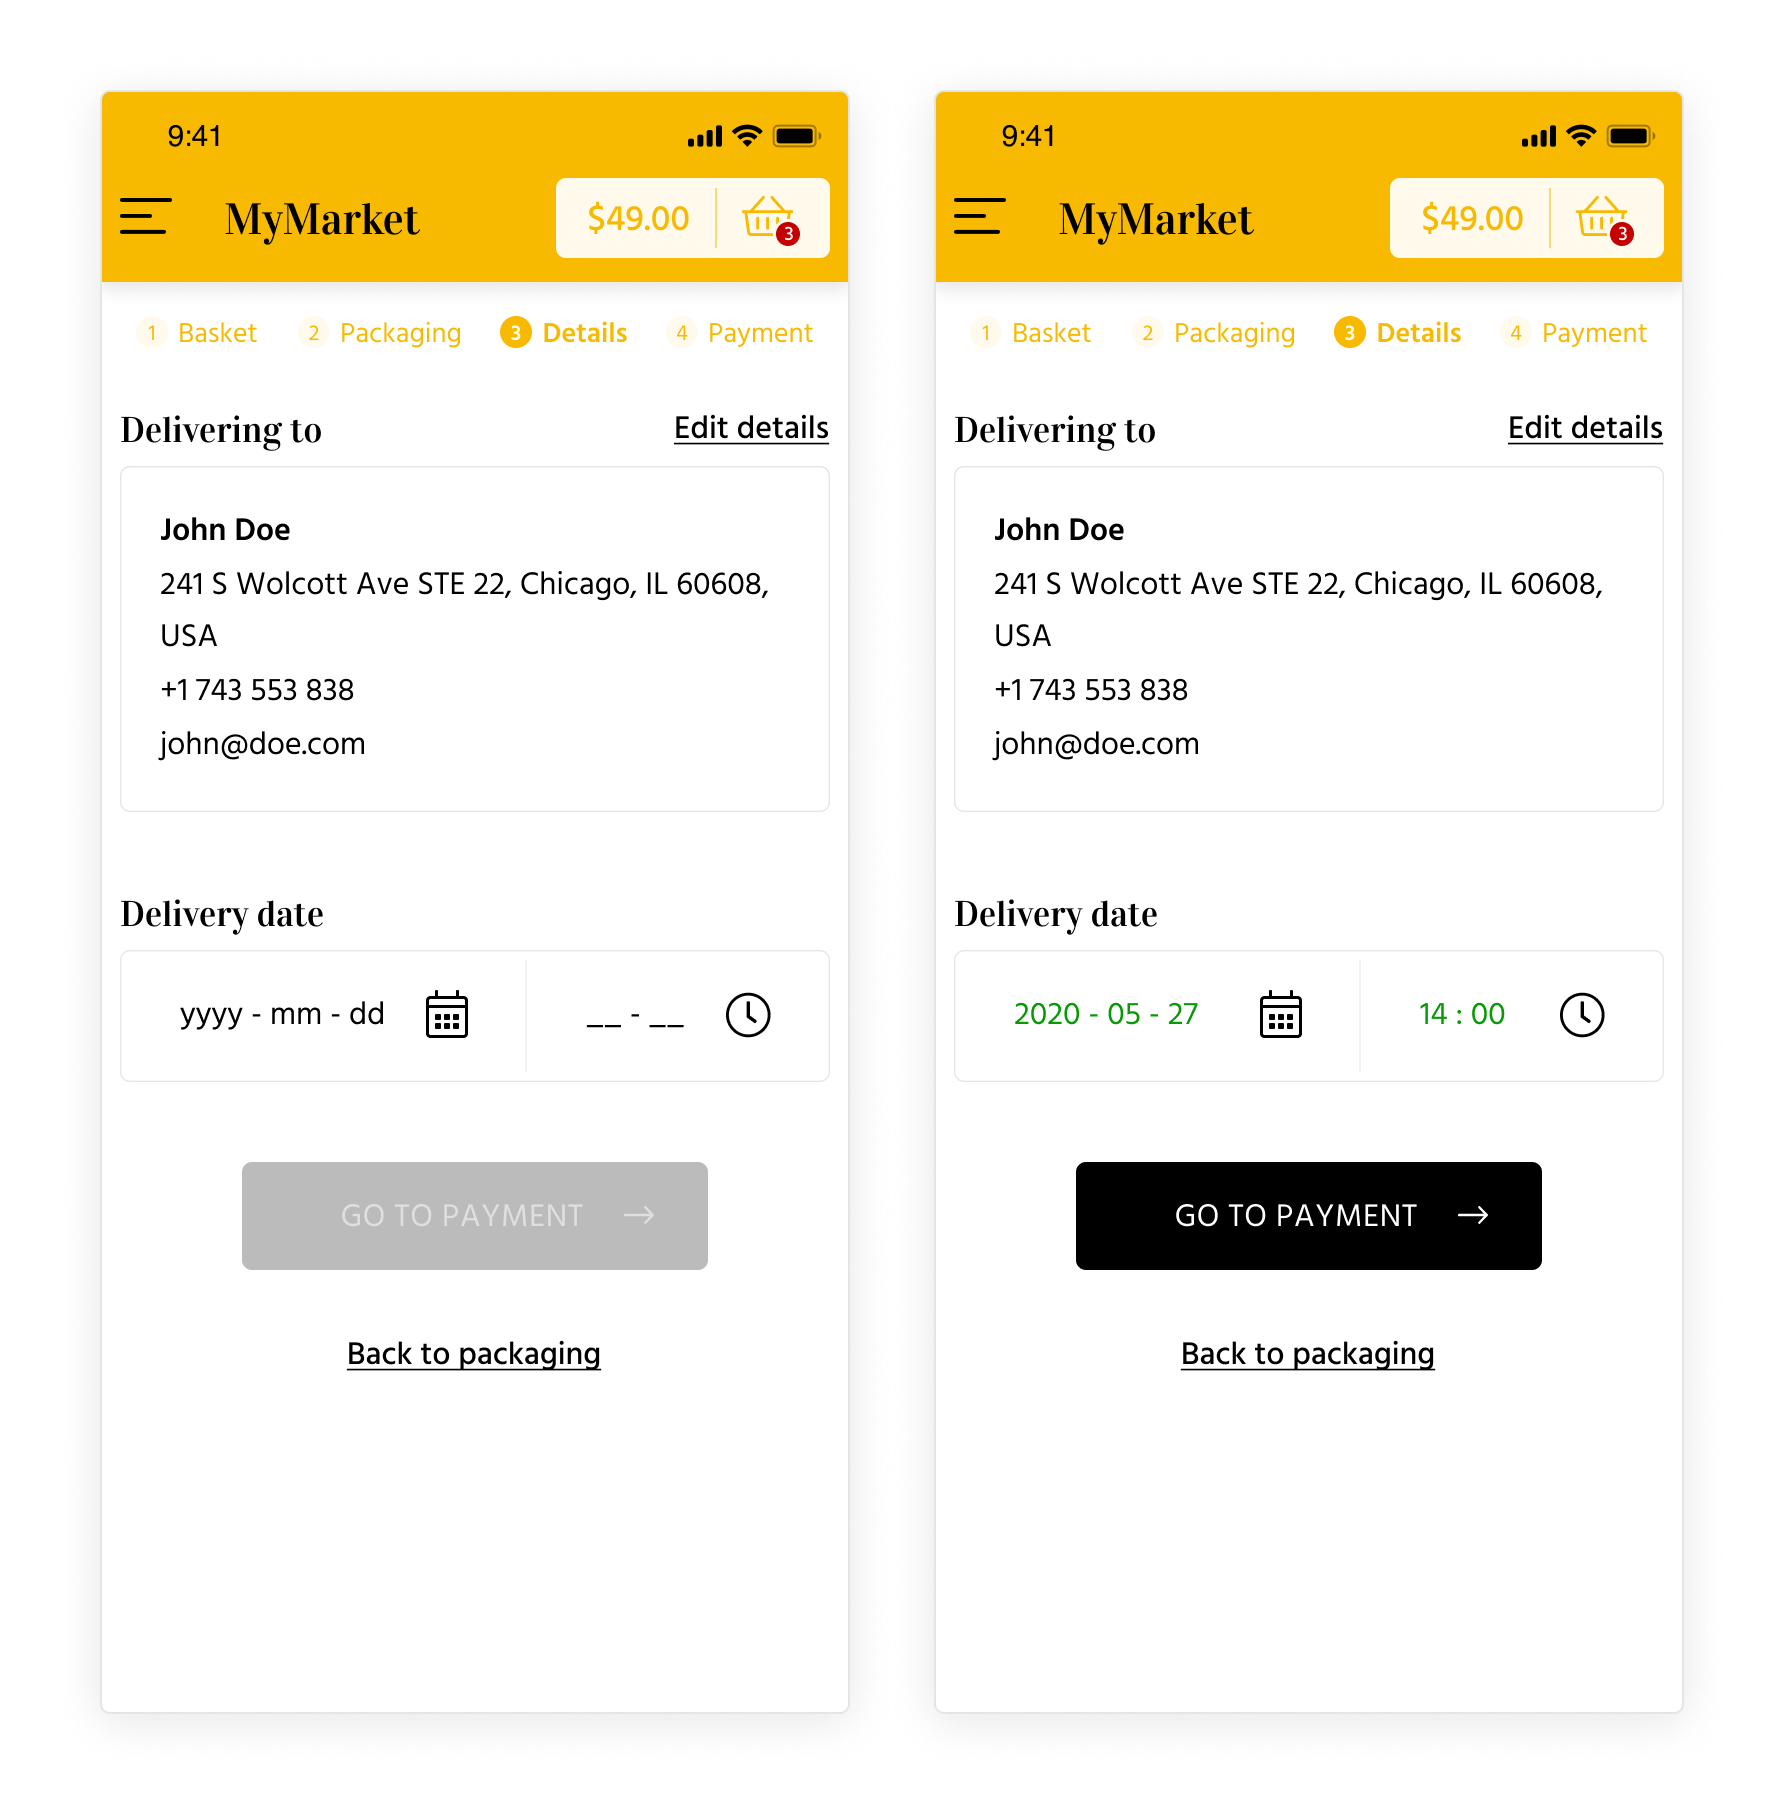 9:41
MyMarket
$49.00
3
1 Basket 2 Packaging 3 Details 4 Payment
Delivering to
Edit details
John Doe
241 S Wolcott Ave STE 22, Chicago, IL 60608,
USA
+1 743 553 838
john@doe.com
Delivery date
yyyy - mm - dd
__ - __
GO TO PAYMENT
Back to packaging
9:41
MyMarket
$49.00
3
1 Basket 2 Packaging 3 Details 4 Payment
Delivering to
Edit details
John Doe
241 S Wolcott Ave STE 22, Chicago, IL 60608,
USA
+1 743 553 838
john@doe.com
Delivery date
2020 - 05 - 27
14 : 00
GO TO PAYMENT
Back to packaging